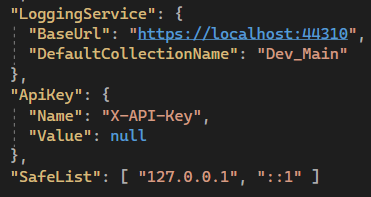 "LoggingService": {
"BaseUrl": "https://localhost:44310",
"DefaultCollectionName": "Dev_Main"
},
"ApiKey": {
"Name": "X-API-Key",
"Value": null
},
"SafeList": [ "127.0.0.1", "::1" ]